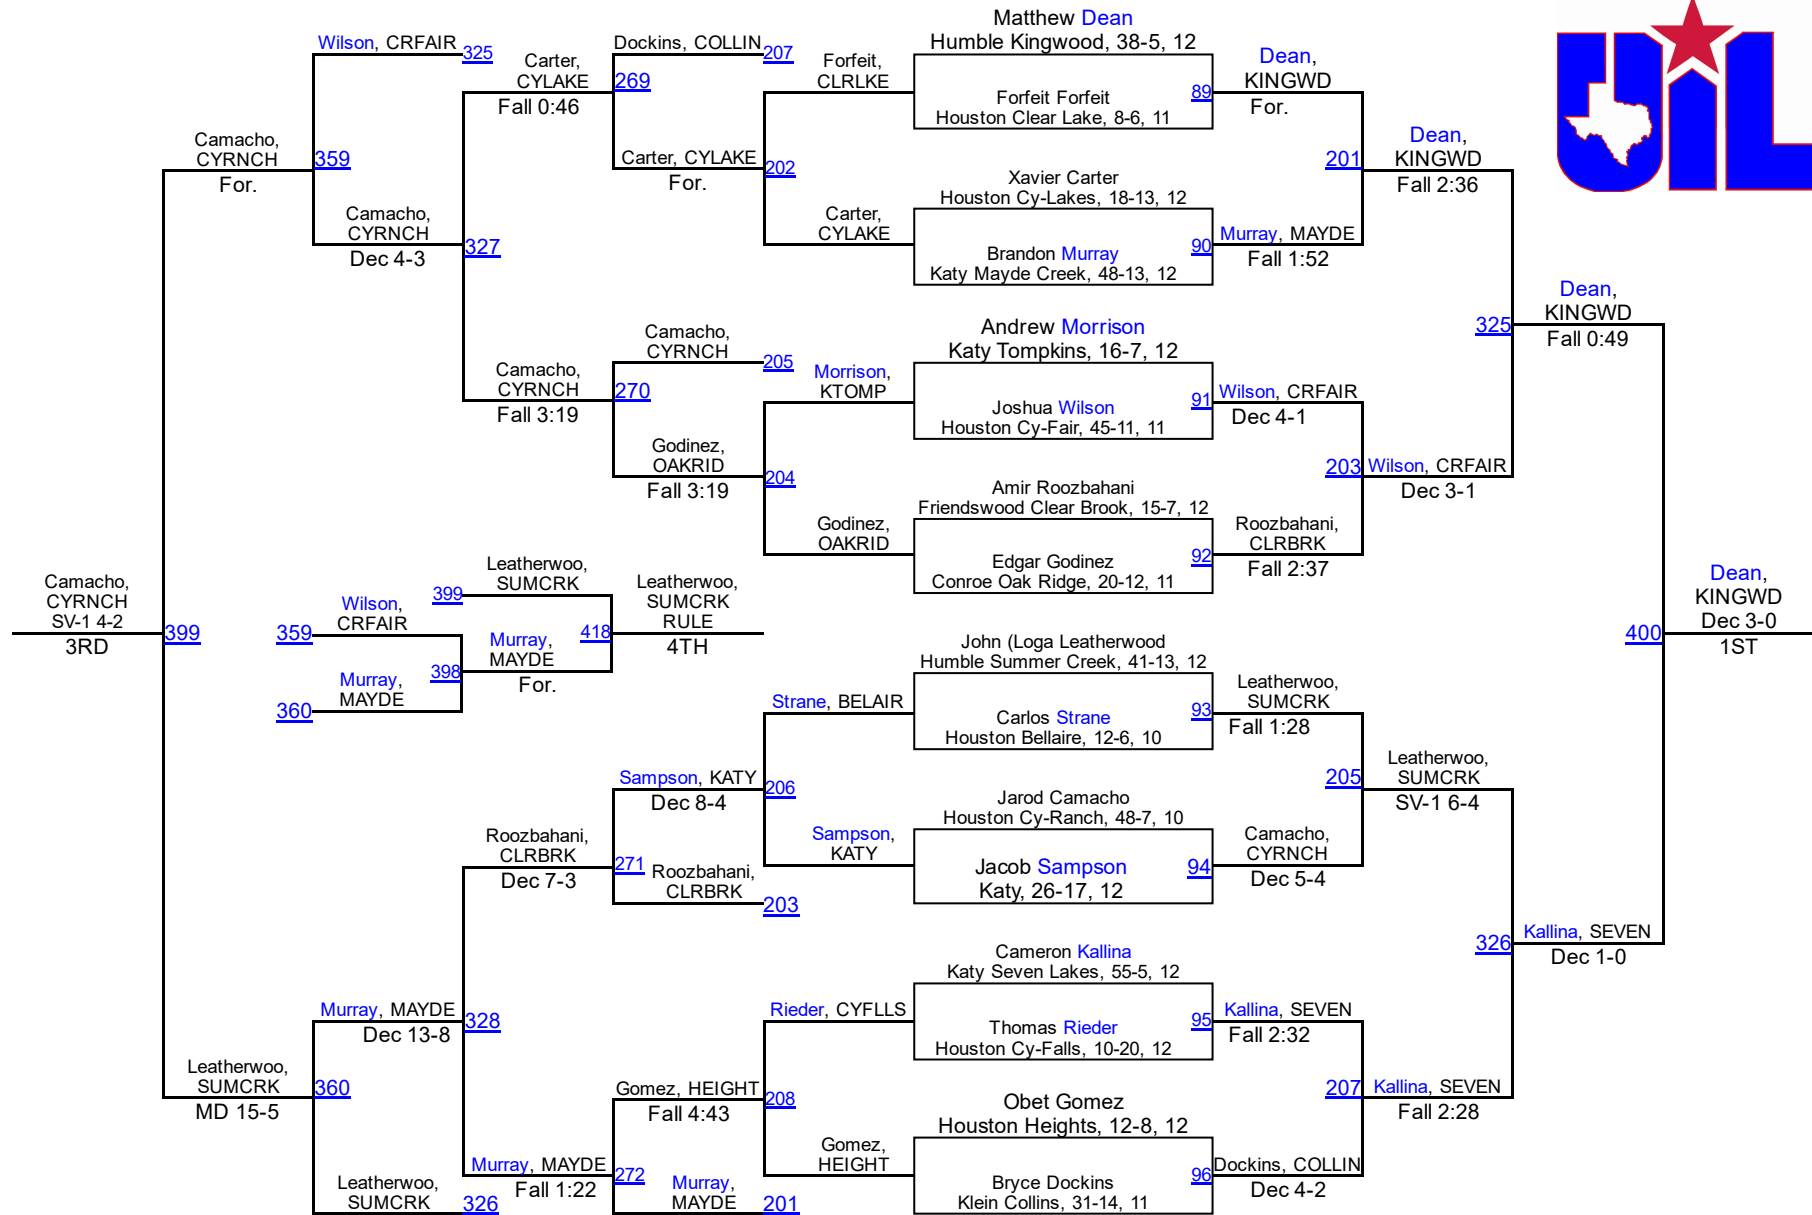 Wilson, CRFAIR
325
Camacho,
CYRNCH
For.
359
Camacho,
CYRNCH
Dec 4-3
Carter,
CYLAKE
Fall 0:46
327
Camacho,
CYRNCH
Fall 3:19
Dockins, COLLIN
207
269
Carter, CYLAKE
For.
Camacho,
CYRNCH
205
270
Godinez,
OAKRID
Fall 3:19
Forfeit,
CLRLKE
202
Carter,
CYLAKE
Morrison,
KTOMP
204
Godinez,
OAKRID
Matthew Dean
Humble Kingwood, 38-5, 12
Forfeit Forfeit
Houston Clear Lake, 8-6, 11
89
Xavier Carter
Houston Cy-Lakes, 18-13, 12
Brandon Murray
Katy Mayde Creek, 48-13, 12
90
Andrew Morrison
Katy Tompkins, 16-7, 12
Joshua Wilson
Houston Cy-Fair, 45-11, 11
91
Amir Roozbahani
Friendswood Clear Brook, 15-7, 12
Edgar Godinez
Conroe Oak Ridge, 20-12, 11
92
Dean,
KINGWD
For.
201
Murray, MAYDE
Fall 1:52
Wilson, CRFAIR
Dec 4-1
203
Roozbahani,
CLRBRK
Fall 2:37
Dean,
KINGWD
Fall 2:36
325
Wilson, CRFAIR
Dec 3-1
Dean,
KINGWD
Fall 0:49
UIL
Camacho,
CYRNCH
SV-1 4-2
3RD
399
359
Wilson,
CRFAIR
360
Murray,
MAYDE
399
Leatherwoo,
SUMCRK
398
Murray,
MAYDE
For.
418
Leatherwoo,
SUMCRK
RULE
4TH
400
Dean,
KINGWD
Dec 3-0
1ST
John (Loga Leatherwood
Humble Summer Creek, 41-13, 12
Carlos Strane
Houston Bellaire, 12-6, 10
93
Jarod Camacho
Houston Cy-Ranch, 48-7, 10
Jacob Sampson
Katy, 26-17, 12
94
Cameron Kallina
Katy Seven Lakes, 55-5, 12
Thomas Rieder
Houston Cy-Falls, 10-20, 12
95
Obet Gomez
Houston Heights, 12-8, 12
Bryce Dockins
Klein Collins, 31-14, 11
96
Strane, BELAIR
206
Sampson,
KATY
Rieder, CYFLLS
208
Gomez,
HEIGHT
Sampson, KATY
Dec 8-4
271
Roozbahani,
CLRBRK
203
Gomez, HEIGHT
Fall 4:43
272
Murray,
MAYDE
201
Roozbahani,
CLRBRK
Dec 7-3
328
Murray, MAYDE
Fall 1:22
Murray, MAYDE
Dec 13-8
360
Leatherwoo,
SUMCRK
326
Leatherwoo,
SUMCRK
MD 15-5
Leatherwoo,
SUMCRK
Fall 1:28
205
Camacho,
CYRNCH
Dec 5-4
Kallina, SEVEN
Fall 2:32
207
Dockins, COLLIN
Dec 4-2
Leatherwoo,
SUMCRK
SV-1 6-4
326
Kallina, SEVEN
Fall 2:28
Kallina, SEVEN
Dec 1-0